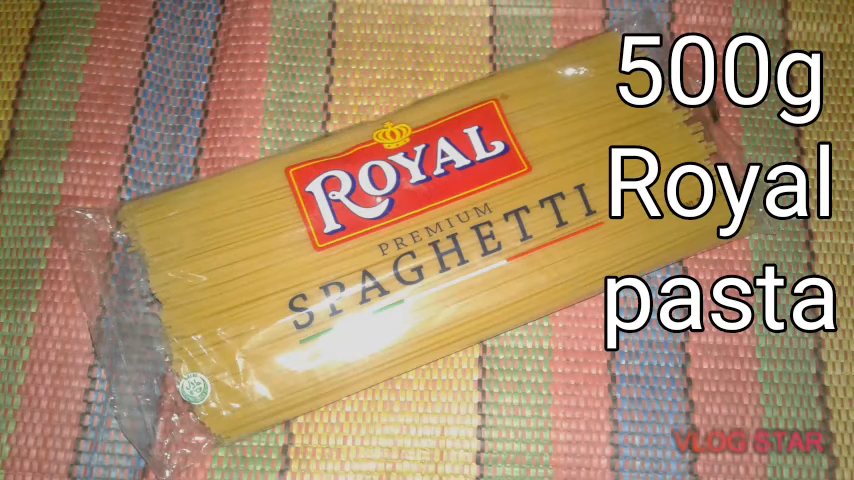 500g
Royal
pasta
ROYAL
PREMIUM
SPAGHETTI
VLOG STAR